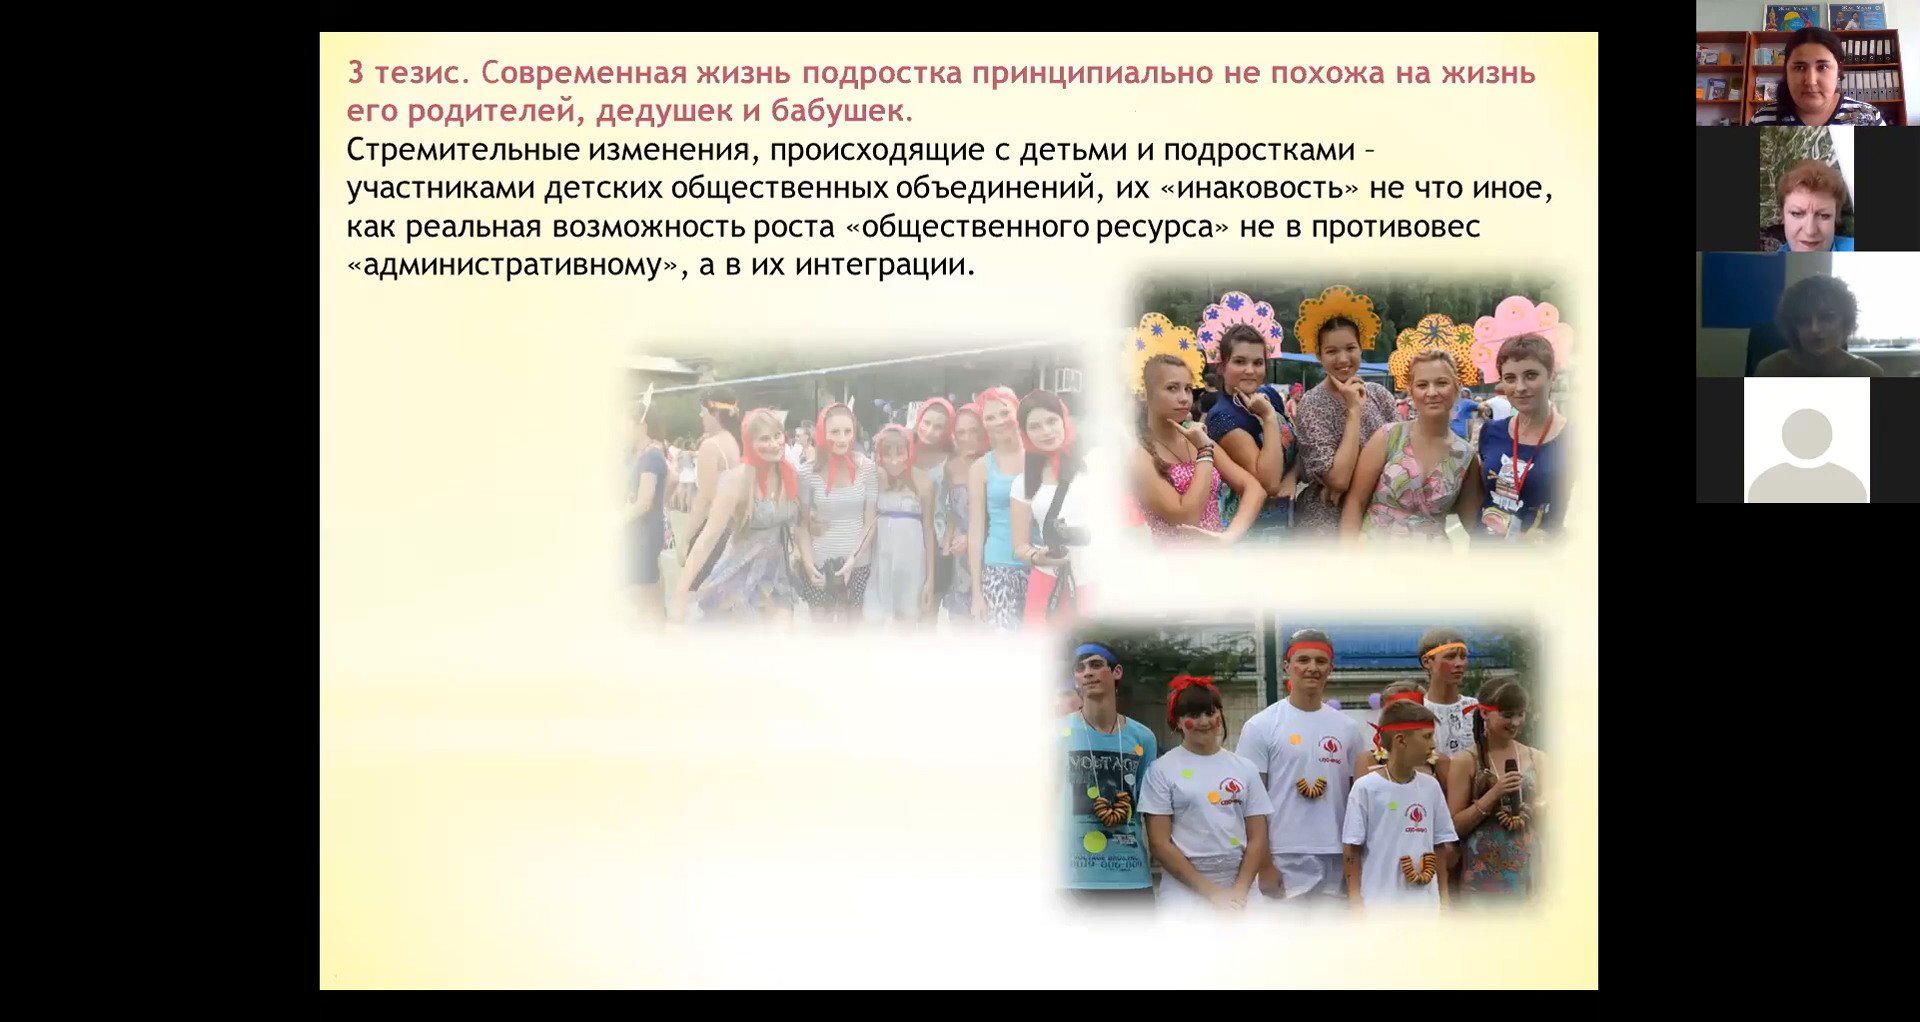 3 тезис. Современная жизнь подростка принципиально не похожа на жизнь
его родителей, дедушек и бабушек.
Стремительные изменения, происходящие с детьми и подростками –
участниками детских общественных объединений, их «инаковость» не что иное,
как реальная возможность роста «общественного ресурса» не в противовес
«административному», а в их интеграции.